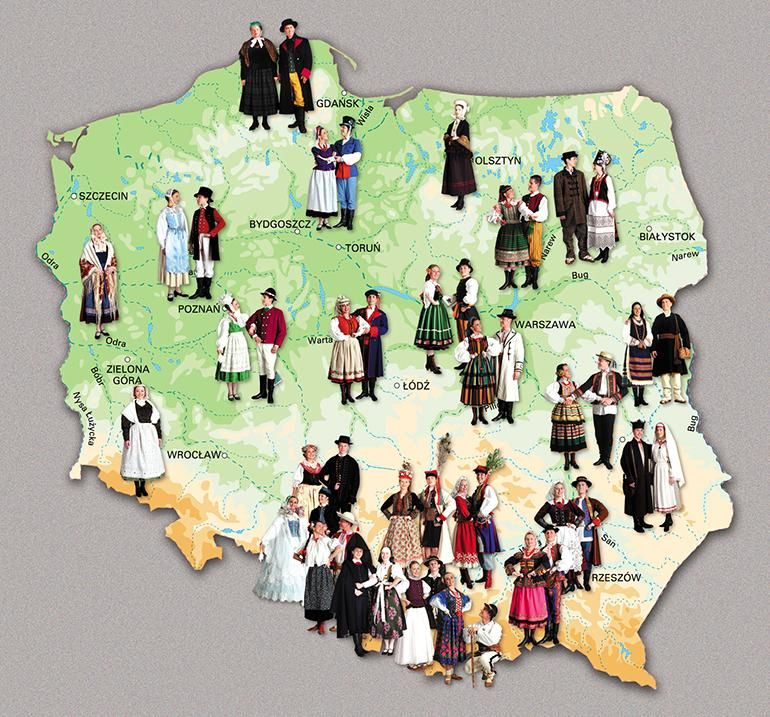 GDAŃSK
Wisła
OLSZTYN
SZCZECIN
BYDGOSZCZ
TORUŃ
BIAŁYSTOK
Narew
Narew
Bug
Odra
POZNAŃ
WARSZAWA
Warta
Odra
ZIELONA
GÓRA
ŁÓDŹ
Bóbr
Nysa Łużycka
Pili
Bug
WROCŁAW
San
RZESZÓW